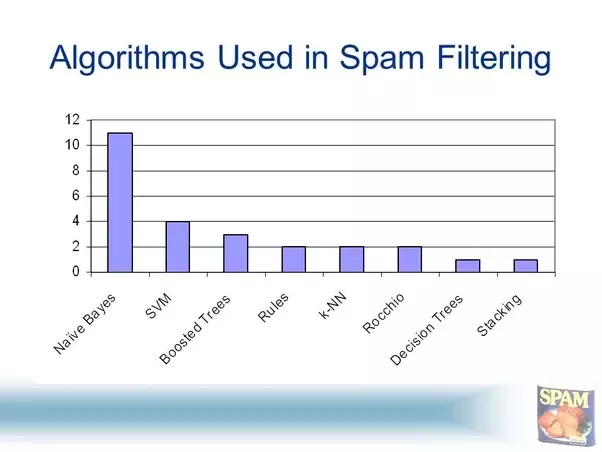 Algorithms Used in Spam Filtering
12
10
8
6
4
2
0
Naïve Bayes
SVM
Boosted Trees
Rules
k-NN
Rocchio
Decision Trees
Stacking
SPAM